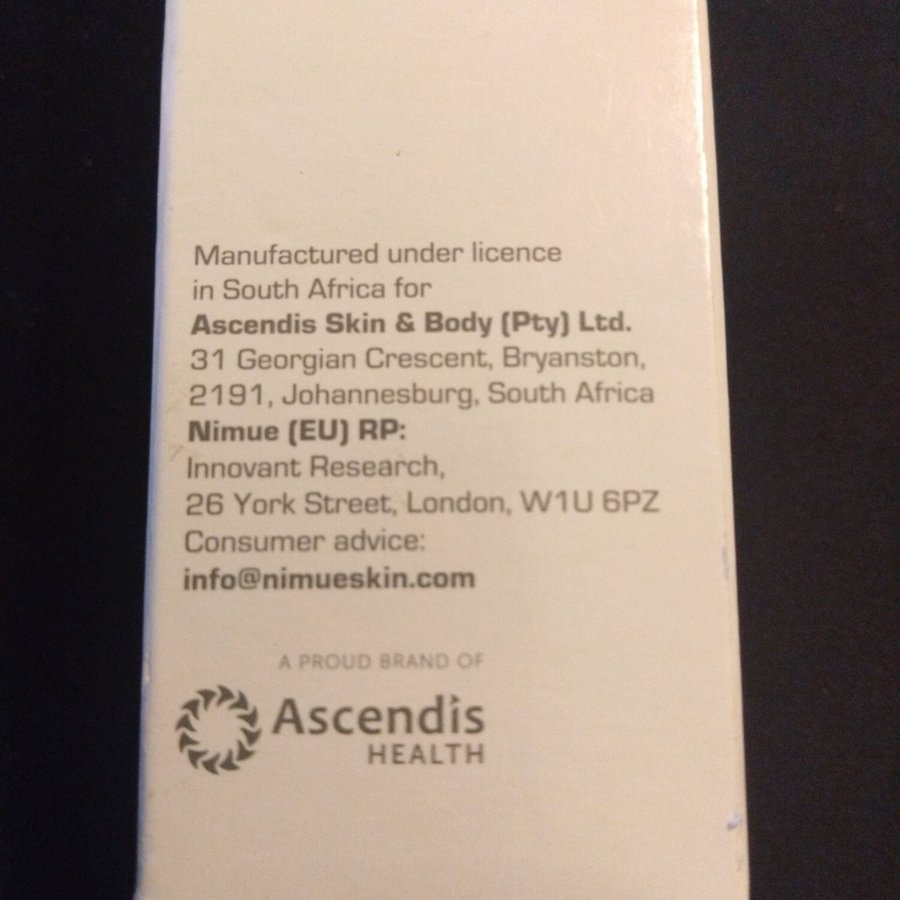 Manufactured under licence
in South Africa for
Ascendis Skin & Body (Pty) Ltd.
31 Georgian Crescent, Bryanston,
2191, Johannesburg, South Africa
Nimue (EU) RP:
Innovant Research,
26 York Street, London, W1U 6PZ
Consumer advice:
info@nimueskin.com
A PROUD BRAND OF
Ascendis
HEALTH